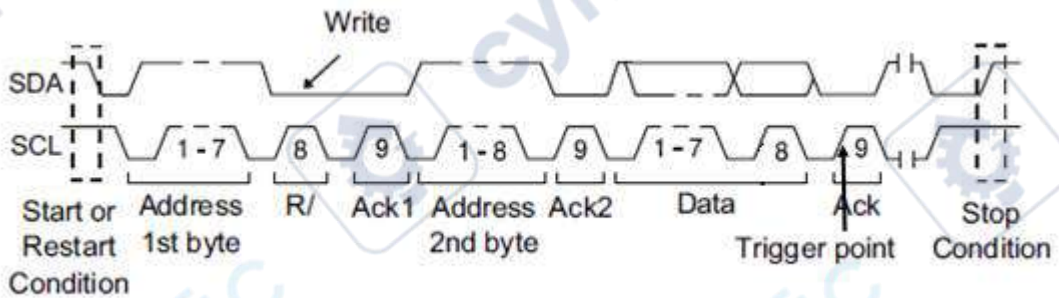 Write
SDA
SCL
1 - 7
8
9
1 - 8
9
1 - 7
8
9
Start or
Restart
Condition
Address
1st byte
R/
Ack1
Address
2nd byte
Ack2
Data
Ack
Trigger point
Stop
Condition